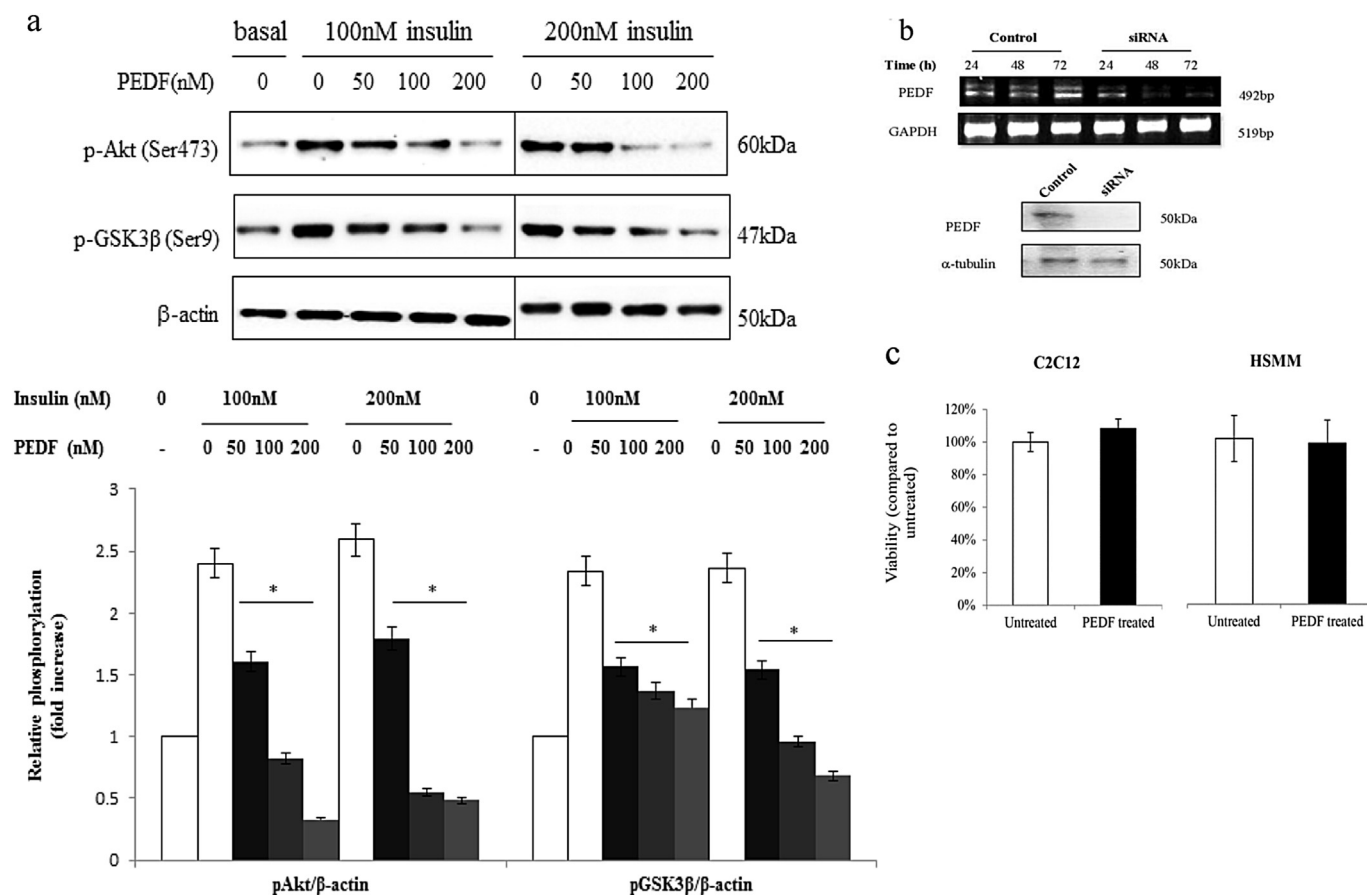 a
basal 100nM insulin 200nM insulin
PEDF(nM) 0 0 50 100 200 0 50 100 200
p-Akt (Ser473) 60kDa
p-GSK3β (Ser9) 47kDa
β-actin 50kDa
Insulin (nM) 0 100nM 200nM 0 100nM 200nM
PEDF (nM) - 0 50 100 200 0 50 100 200 - 0 50 100 200 0 50 100 200
Relative phosphorylation
(fold increase)
3
2.5
2
1.5
1
0.5
0
* * * *
pAkt/β-actin pGSK3β/β-actin
b
Control siRNA
Time (h) 24 48 72 24 48 72
PEDF 492bp
GAPDH 519bp
Control siRNA
PEDF 50kDa
α-tubulin 50kDa
c
C2C12 HSMM
Viability (compared to
untreated)
120%
100%
80%
60%
40%
20%
0%
Untreated PEDF treated Untreated PEDF treated